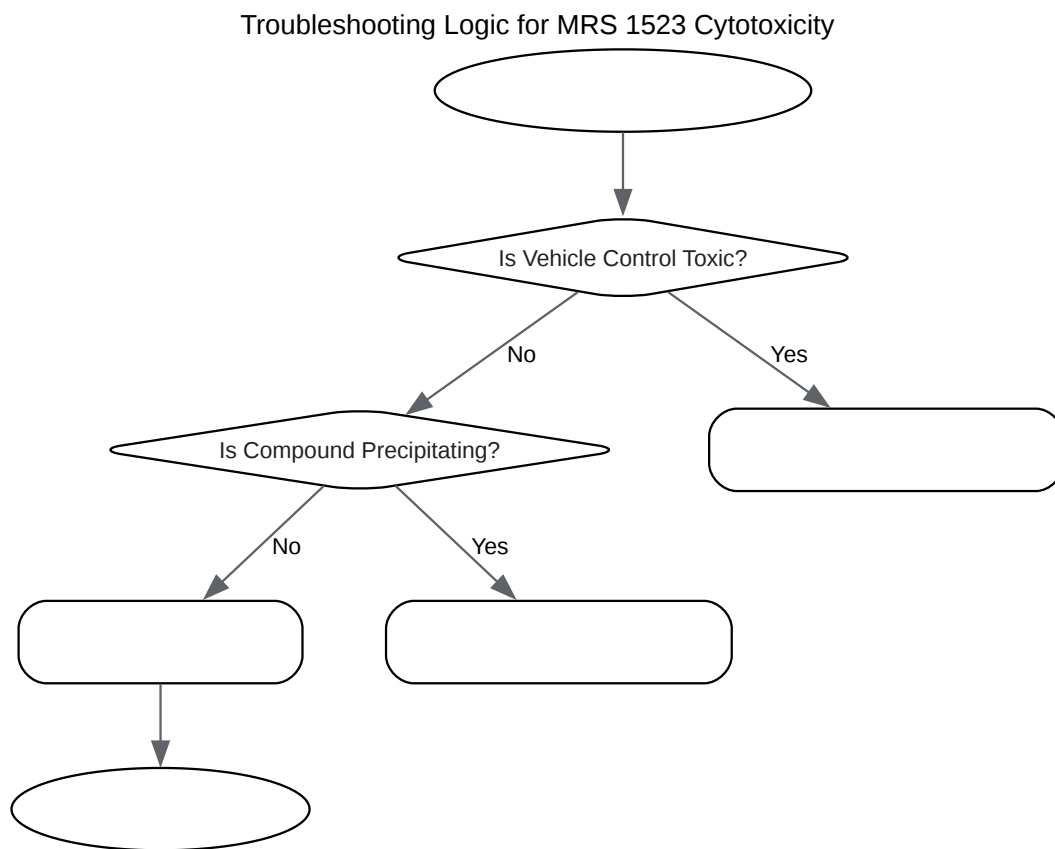 Troubleshooting Logic for MRS 1523 Cytotoxicity
Is Vehicle Control Toxic?
No
Yes
Is Compound Precipitating?
No
Yes